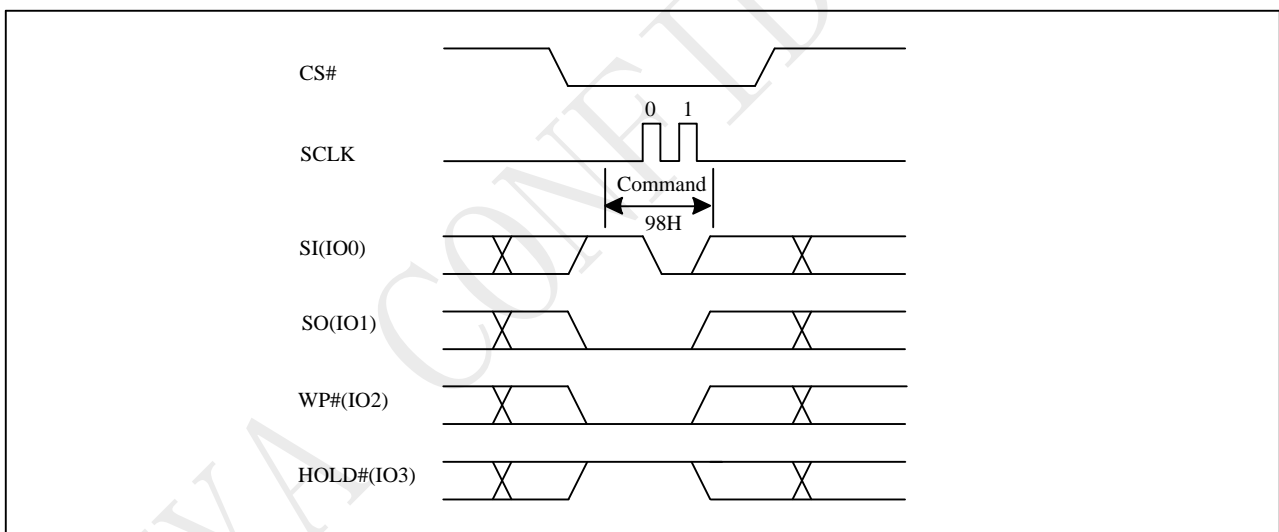 CS#
0 1
SCLK
Command
98H
SI(IO0)
SO(IO1)
WP#(IO2)
HOLD#(IO3)